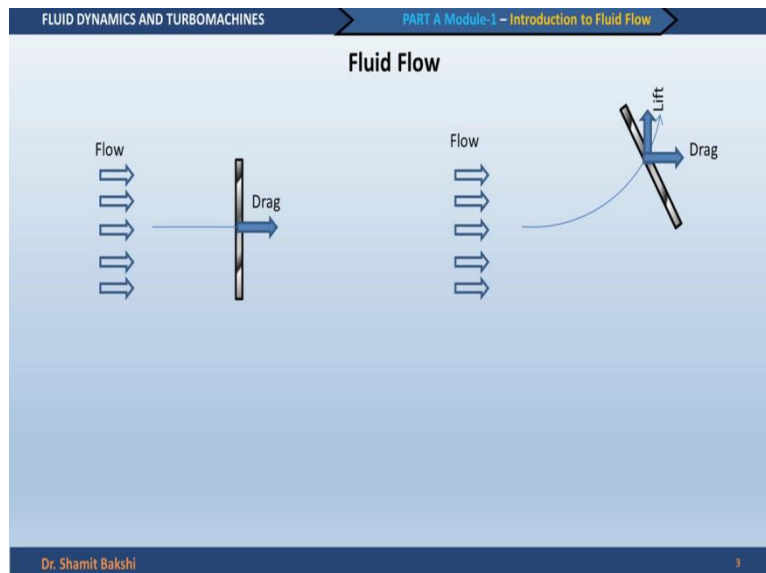 FLUID DYNAMICS AND TURBOMACHINES
PART A Module-1 – Introduction to Fluid Flow
Fluid Flow
Flow
Drag
Flow
Lift
Drag
Dr. Shamit Bakshi
3